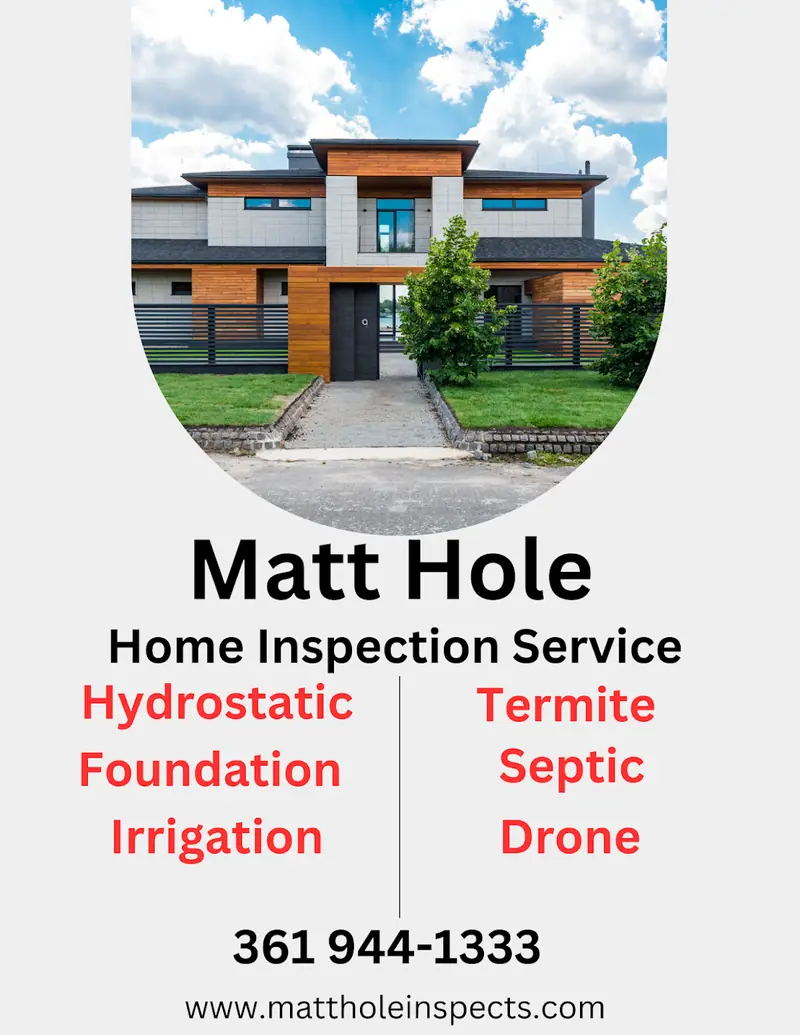 Matt Hole
Home Inspection Service
Hydrostatic
Foundation
Irrigation
Termite
Septic
Drone
361 944-1333
www.mattholeinspects.com